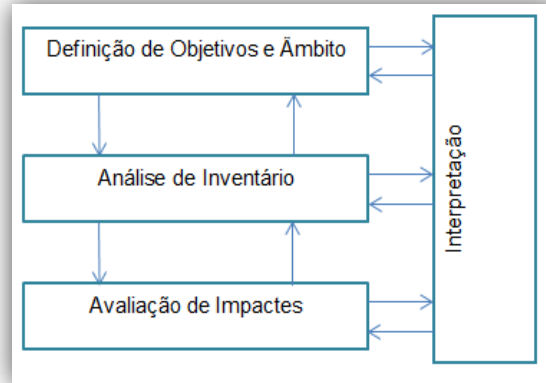 Definição de Objetivos e Âmbito
Análise de Inventário
Avaliação de Impactes
Interpretação